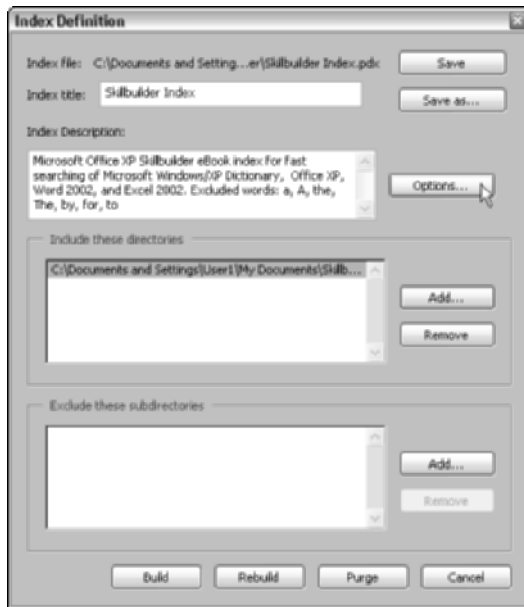 Index Definition
Index file: C:\Documents and Setting...er\Skillbuilder Index.pdx
Save
Index title: Skillbuilder Index
Save as...
Index Description:
Microsoft Office XP Skillbuilder eBook index for fast
searching of Microsoft Windows/XP Dictionary, Office XP,
Word 2002, and Excel 2002. Excluded words: a, A, the,
The, by, for, to
Options...
Include these directories
C:\Documents and Settings\User1\My Documents\Skillb...
Add...
Remove
Exclude these subdirectories
Add...
Remove
Build Rebuild Purge Cancel